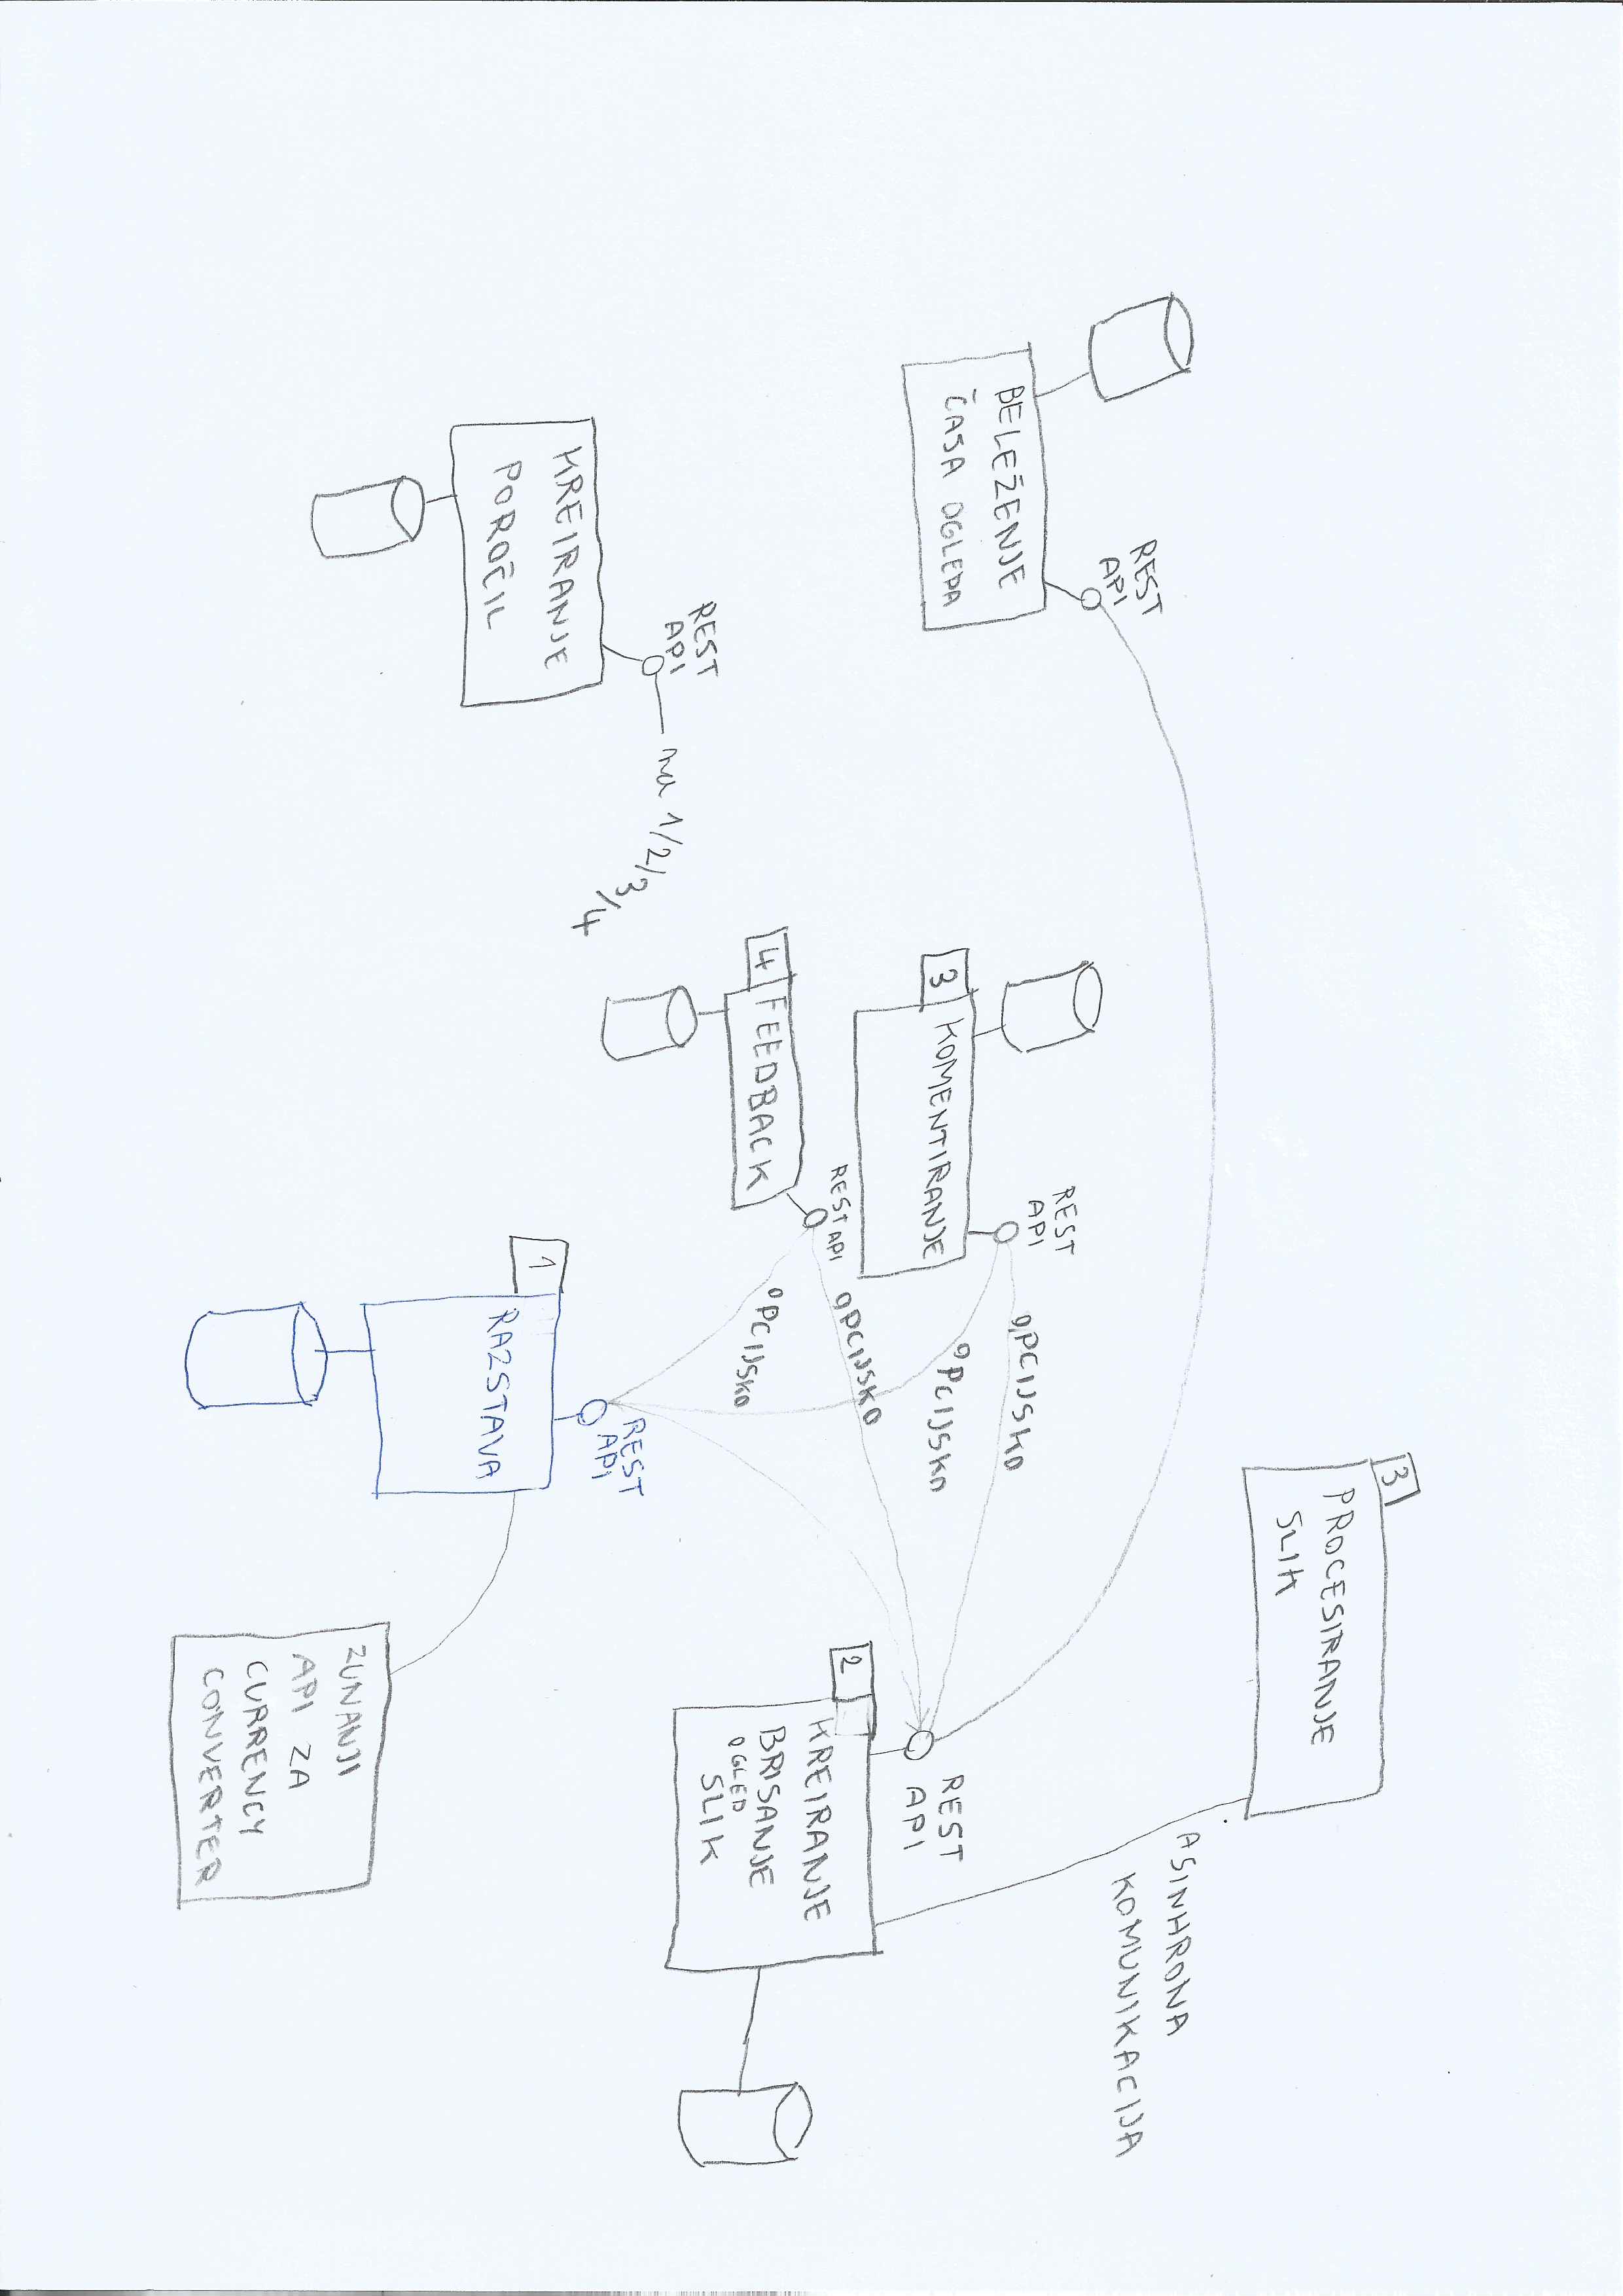 3
PROCESIRANJE
SLIK
ASINHRONA
KOMUNIKACIJA
REST
API
BELEŽENJE
ČASA OGLEDA
REST
API
OPCIJSKO
OPCIJSKO
3
KOMENTIRANJE
REST
API
REST API
OPCIJSKO
2
KREIRANJE
BRISANJE
OGLED
SLIK
4
FEEDBACK
OPCIJSKO
REST
API
na 1/2/3/4
KREIRANJE
POROČIL
REST
API
1
RAZSTAVA
ZUNANJI
API ZA
CURRENCY
CONVERTER